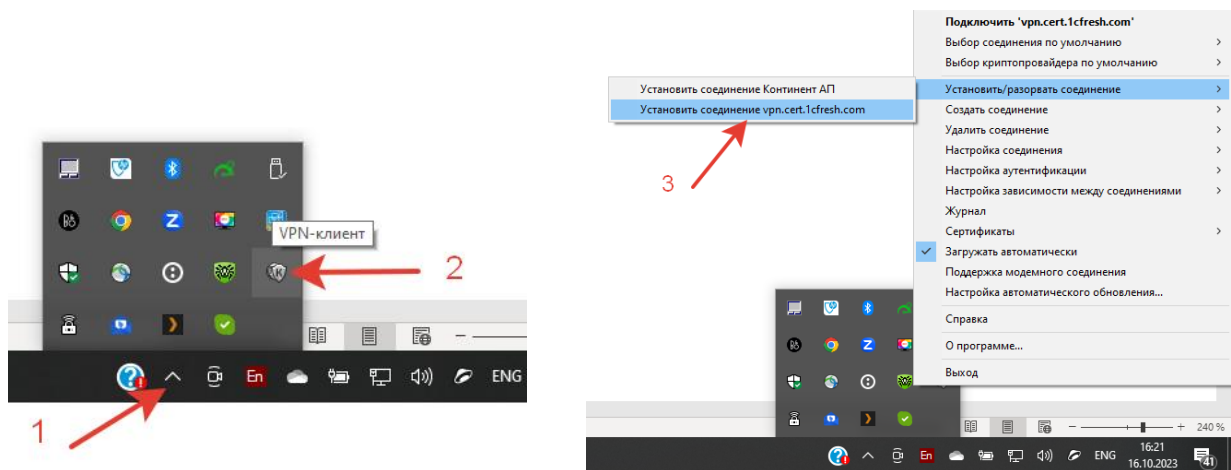 VPN-клиент
2
ENG
En
1
Подключить 'vpn.cert.1cfresh.com'
Выбор соединения по умолчанию
Выбор криптопровайдера по умолчанию
Установить/разорвать соединение
Установить соединение Континент АП
Установить соединение vpn.cert.1cfresh.com
Создать соединение
Удалить соединение
Настройка соединения
Настройка аутентификации
Настройка зависимости между соединениями
Журнал
Сертификаты
Загружать автоматически
Поддержка модемного соединения
Настройка автоматического обновления...
Справка
О программе...
Выход
3
240 %
En
ENG
16:21
16.10.2023
41